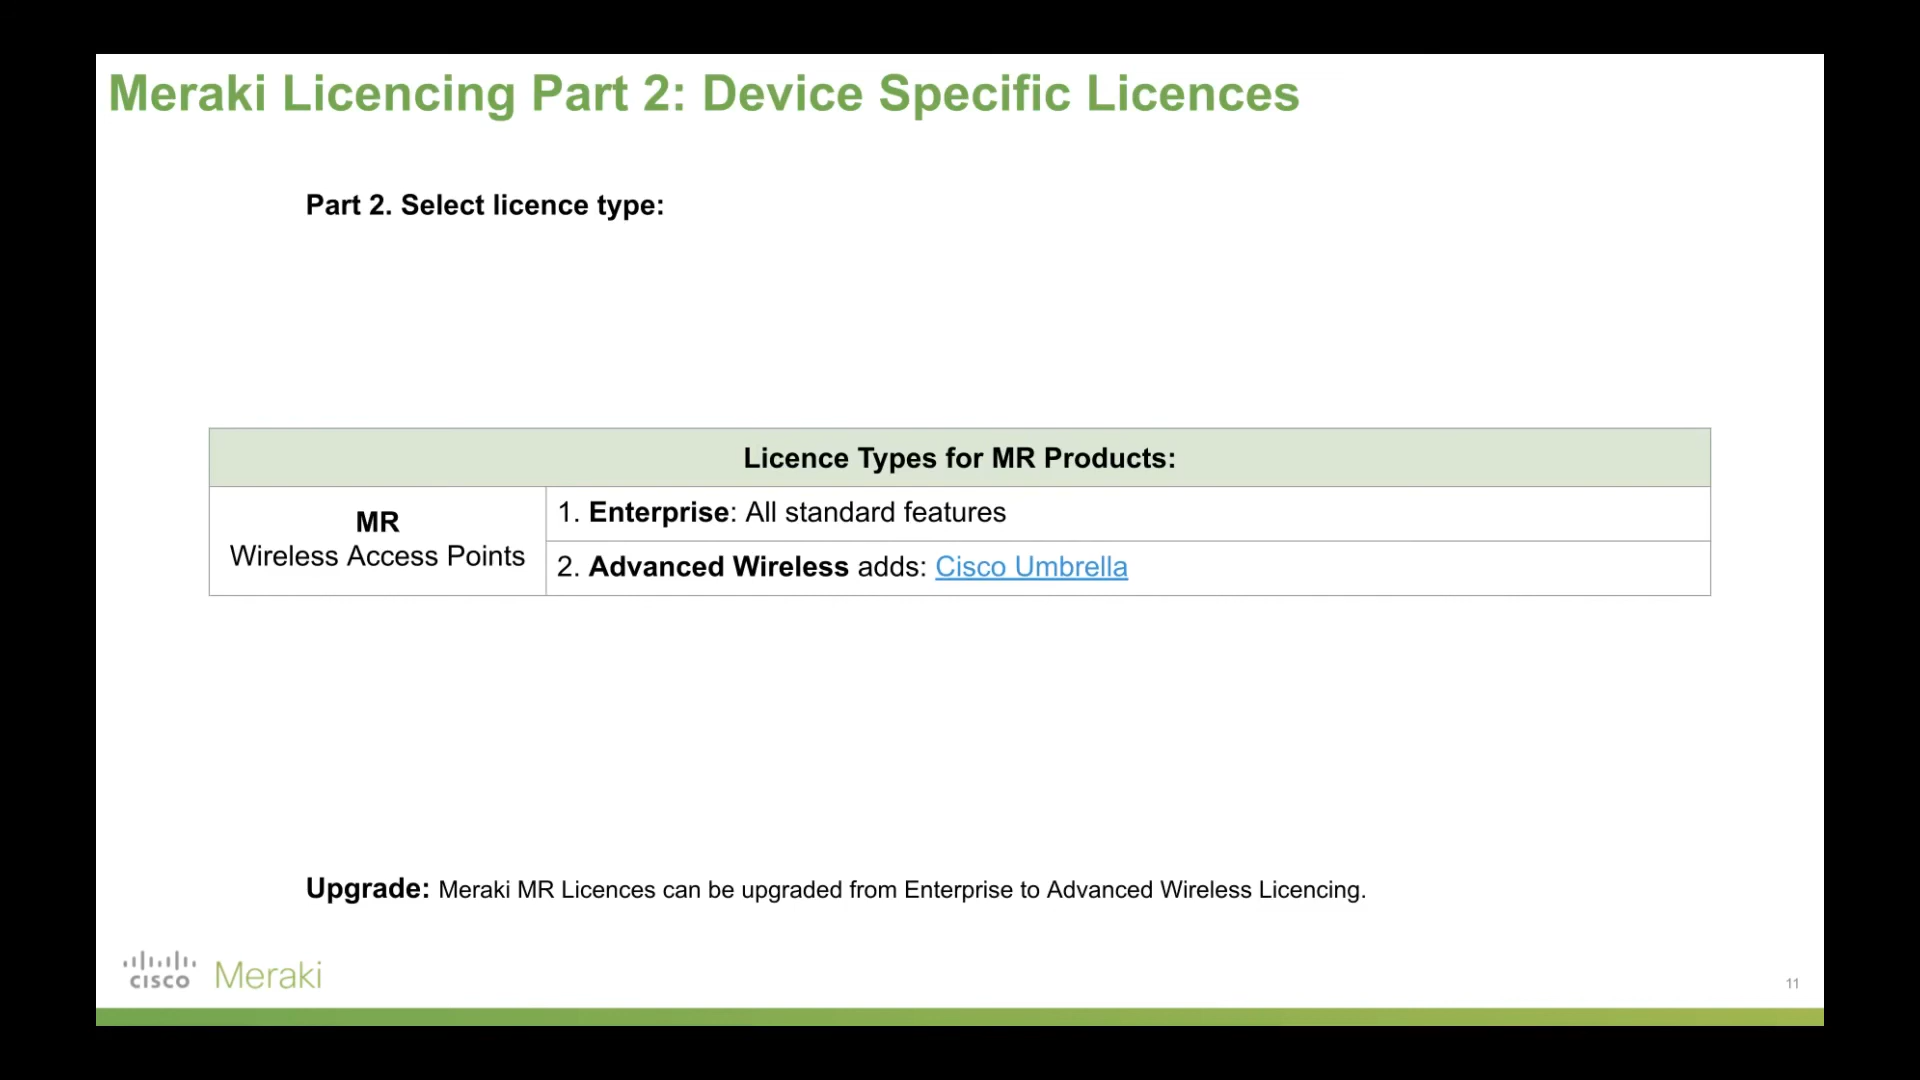 Meraki Licencing Part 2: Device Specific Licences
Part 2. Select licence type:
Licence Types for MR Products:
MR
Wireless Access Points
1. Enterprise: All standard features
2. Advanced Wireless adds: Cisco Umbrella
Upgrade: Meraki MR Licences can be upgraded from Enterprise to Advanced Wireless Licencing.
cisco Meraki
11